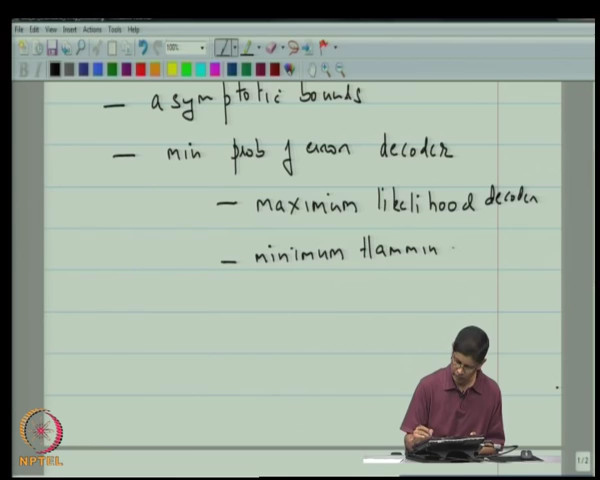 File Edit View Insert Actions Tools Help
100%
B I
– asymptotic bounds
– min prob of error decoder
– maximum likelihood decoder
– minimum Hammin
NPTEL
1/2